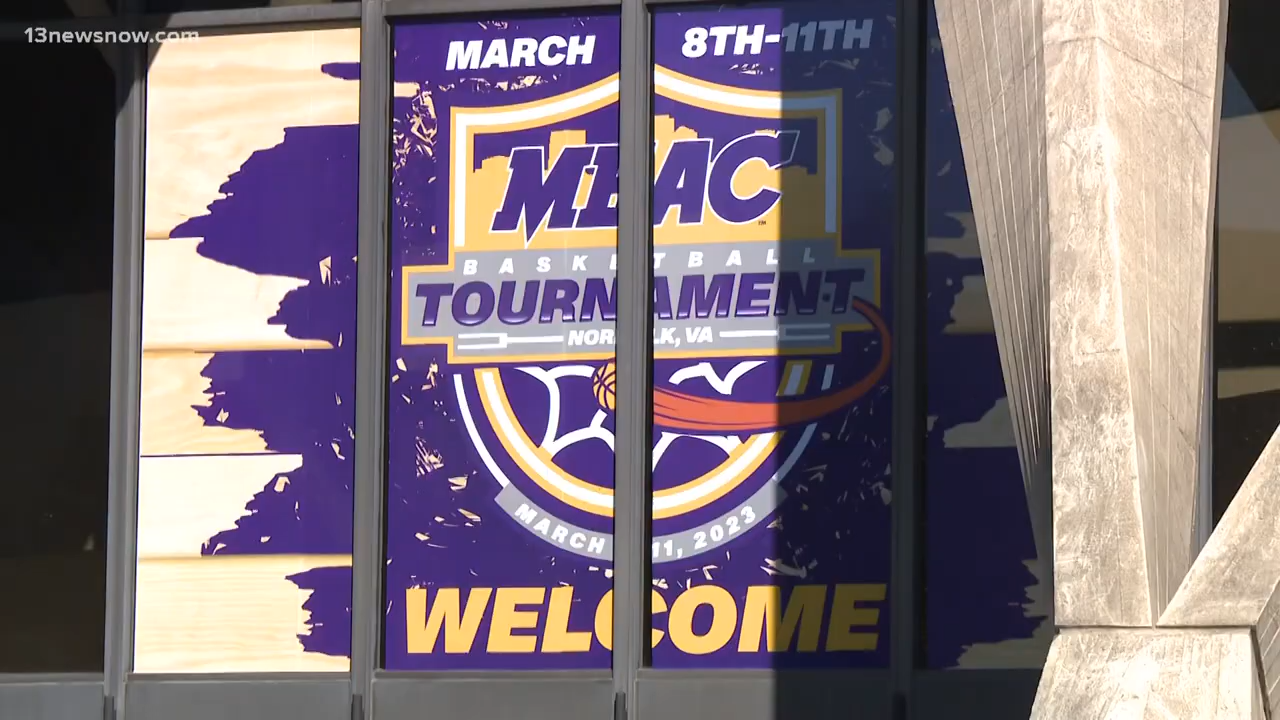 13newsnow.com
MARCH 8TH-11TH
MEAC
BASKETBALL
TOURNAMENT
NORFOLK, VA
MARCH 11, 2023
WELCOME